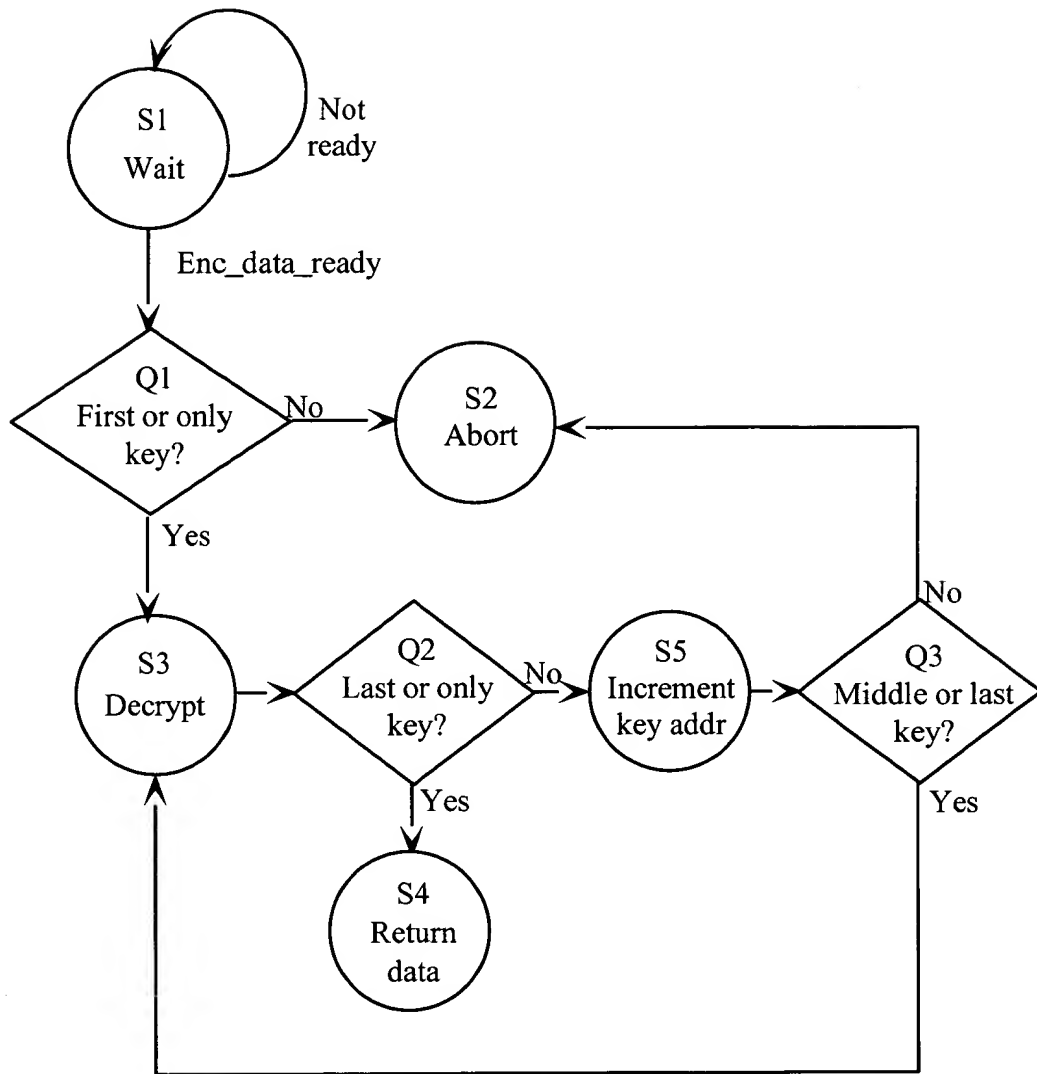 S1
Wait
Not
ready
Enc_data_ready
Q1
First or only
key?
No
Yes
S2
Abort
S3
Decrypt
Q2
Last or only
key?
No
Yes
S4
Return
data
S5
Increment
key addr
Q3
Middle or last
key?
No
Yes